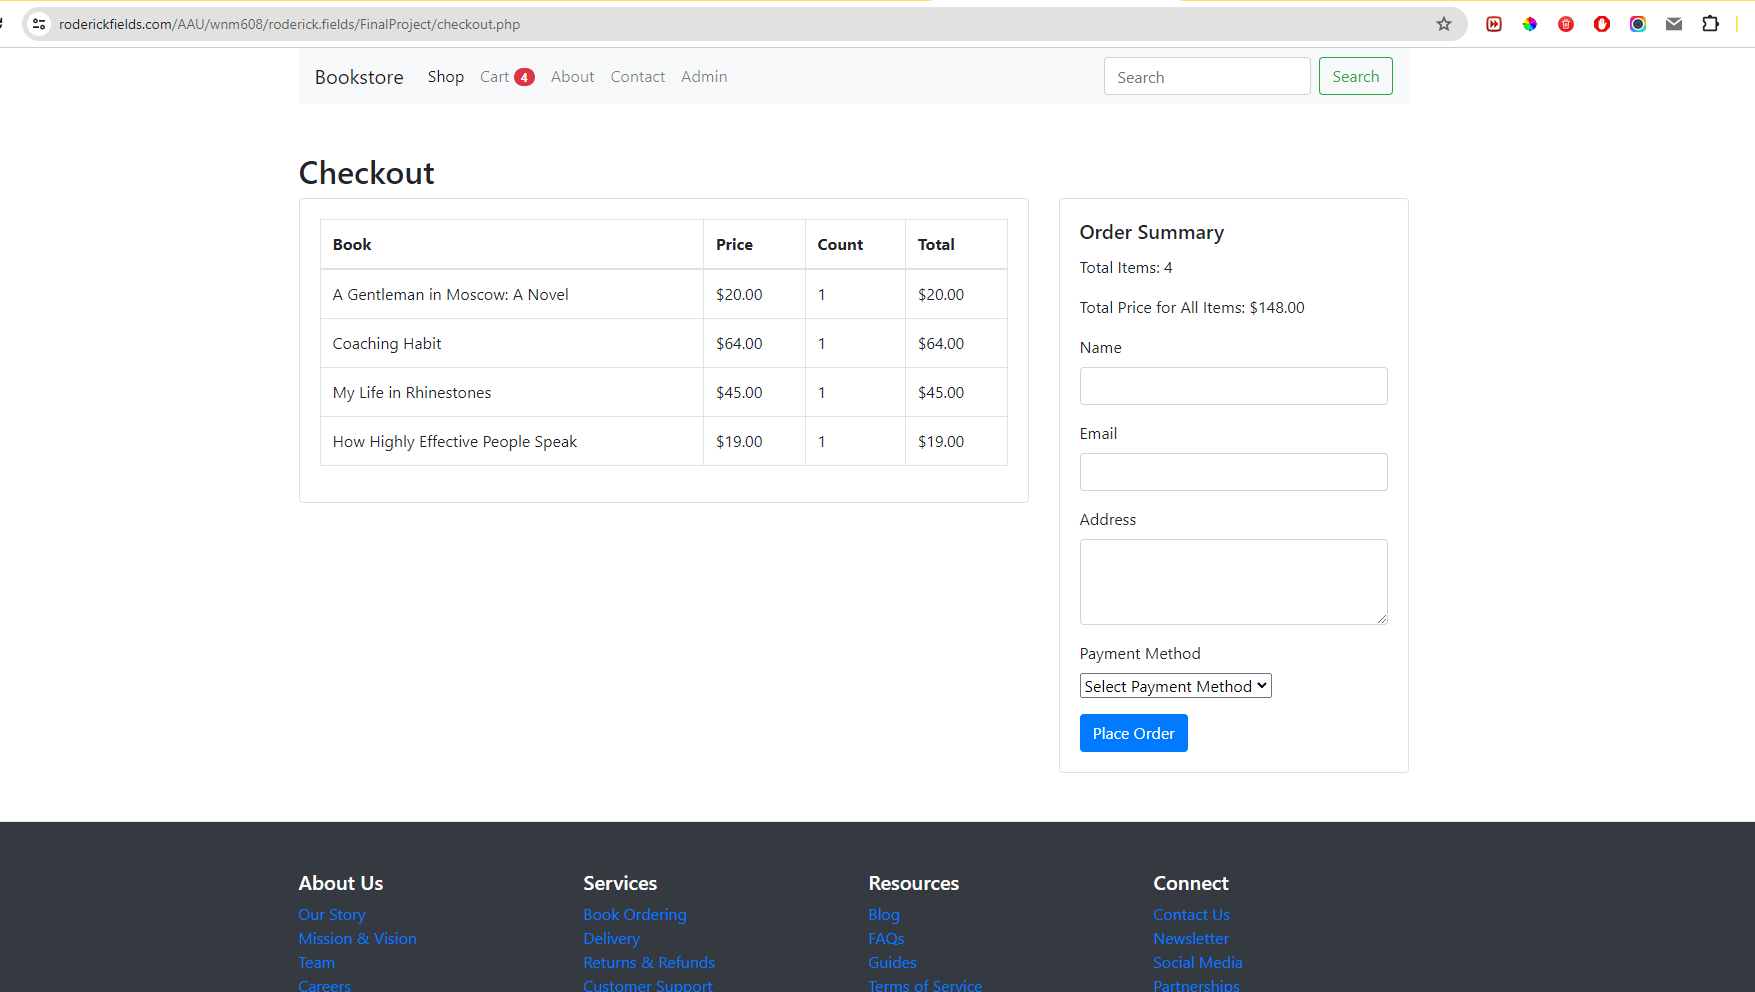 roderickfields.com/AAU/wnm608/roderick.fields/FinalProject/checkout.php
Bookstore Shop Cart 4 About Contact Admin Search Search
Checkout
Book Price Count Total
A Gentleman in Moscow: A Novel $20.00 1 $20.00
Coaching Habit $64.00 1 $64.00
My Life in Rhinestones $45.00 1 $45.00
How Highly Effective People Speak $19.00 1 $19.00
Order Summary
Total Items: 4
Total Price for All Items: $148.00
Name
Email
Address
Payment Method
Select Payment Method
Place Order
About Us
Our Story
Mission & Vision
Team
Careers
Services
Book Ordering
Delivery
Returns & Refunds
Customer Support
Resources
Blog
FAQs
Guides
Terms of Service
Connect
Contact Us
Newsletter
Social Media
Partnerships